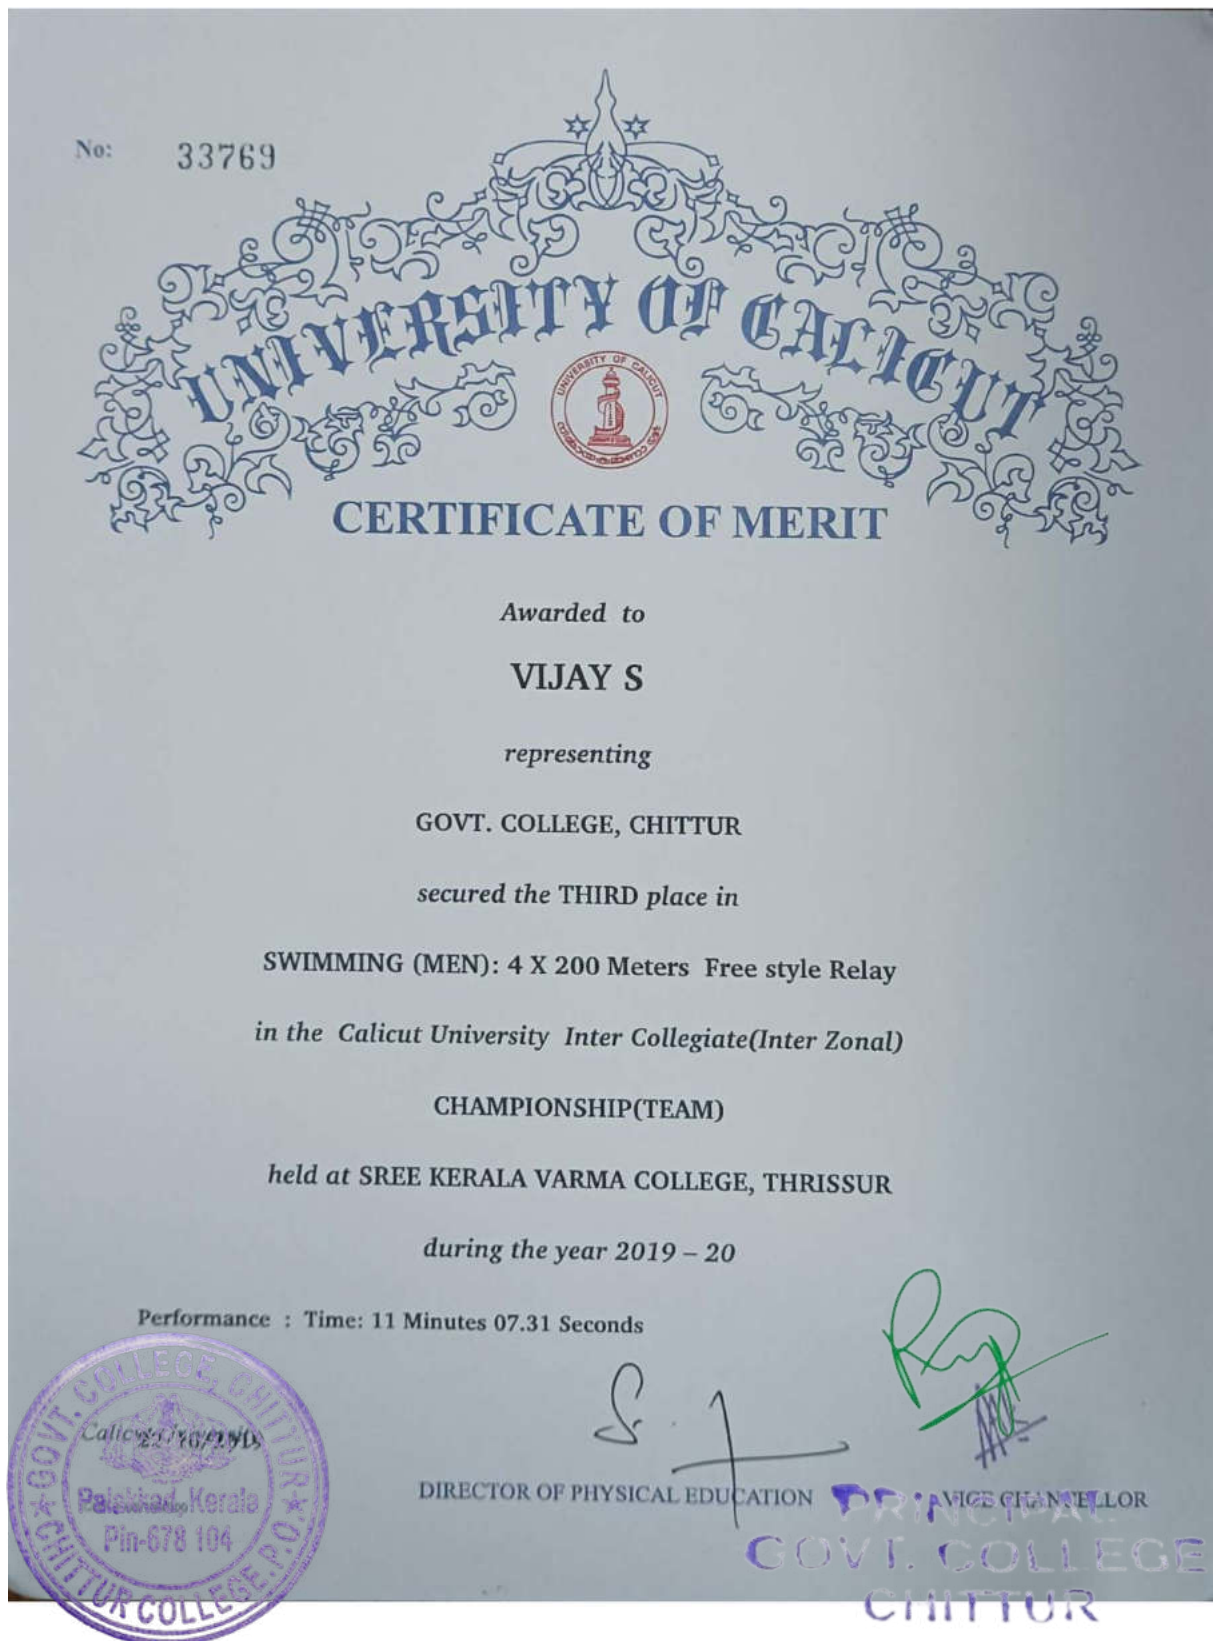 No: 33769
UNIVERSITY OF CALICUT
UNIVERSITY OF CALICUT
CERTIFICATE OF MERIT
Awarded to
VIJAY S
representing
GOVT. COLLEGE, CHITTUR
secured the THIRD place in
SWIMMING (MEN): 4 X 200 Meters Free style Relay
in the Calicut University Inter Collegiate(Inter Zonal)
CHAMPIONSHIP(TEAM)
held at SREE KERALA VARMA COLLEGE, THRISSUR
during the year 2019 – 20
Performance : Time: 11 Minutes 07.31 Seconds
GOVT. COLLEGE, CHITTUR
Palakkad, Kerala
Pin-678 104
CHITTUR COLLEGE.P.O.
DIRECTOR OF PHYSICAL EDUCATION
VICE CHANCELLOR
PRINCIPAL
GOVT. COLLEGE
CHITTUR